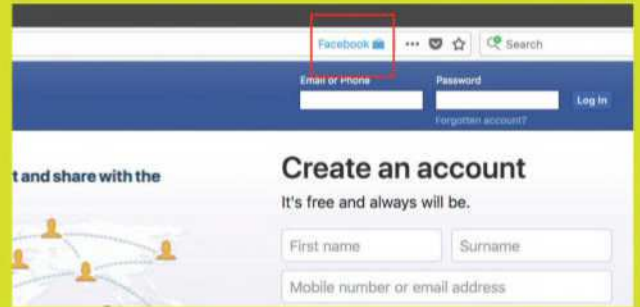 Facebook
Search
Email or Phone
Password
Log In
Forgotten account?
t and share with the
Create an account
It's free and always will be.
First name
Surname
Mobile number or email address